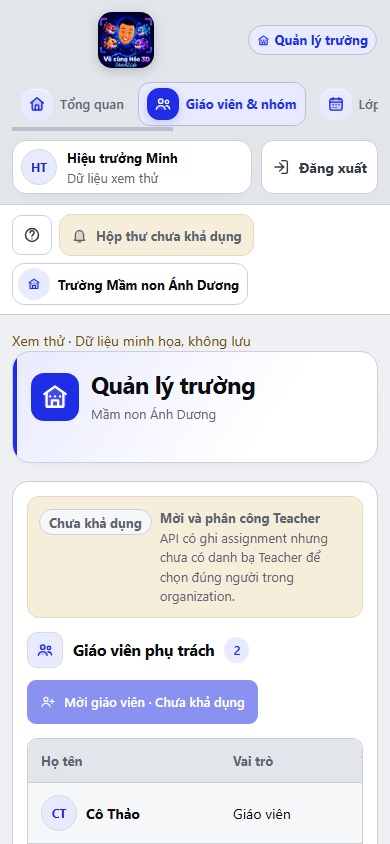 Vẽ cùng Hào 3D
Quản lý trường
Tổng quan
Giáo viên & nhóm
Lớp
HT
Hiệu trưởng Minh
Dữ liệu xem thử
Đăng xuất
Hộp thư chưa khả dụng
Trường Mầm non Ánh Dương
Xem thử · Dữ liệu minh họa, không lưu
Quản lý trường
Mầm non Ánh Dương
Chưa khả dụng
Mời và phân công Teacher
API có ghi assignment nhưng
chưa có danh bạ Teacher để
chọn đúng người trong
organization.
Giáo viên phụ trách
2
Mời giáo viên · Chưa khả dụng
Họ tên
Vai trò
CT
Cô Thảo
Giáo viên